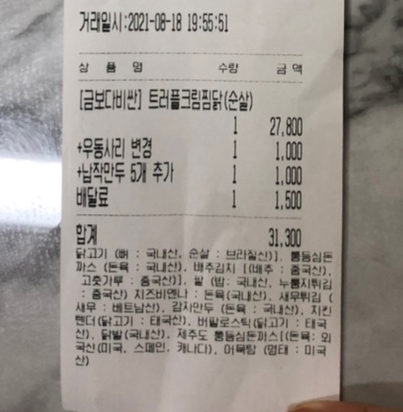 거래일시:2021-08-18 19:55:51
상 품 명 수량 금 액
[금보다비싼] 트러플크림찜닭(순살)
1 27,800
+우동사리 변경 1 1,000
+납작만두 5개 추가 1 1,000
배달료 1 1,500
합계 31,300
닭고기 (뼈 : 국내산, 순살 : 브라질산)], 통등심돈
까스 (돈육 : 국내산), 배추김치 [(배추 : 중국산),
고춧가루 : 중국산)], 쌀 (밥: 국내산, 누룽지튀김
: 중국산) 치즈비엔나 : 돈육(국내산), 새우튀김 (
새우 : 베트남산), 감자만두 (돈육 : 국내산), 치킨
텐더(닭고기 : 태국산), 버팔로스틱(닭고기 : 태국
산), 닭발(국내산), 제주도 통등심돈까스[(돈육: 외
국산(미국, 스페인, 캐나다), 어묵탕 (명태 : 미국
산)